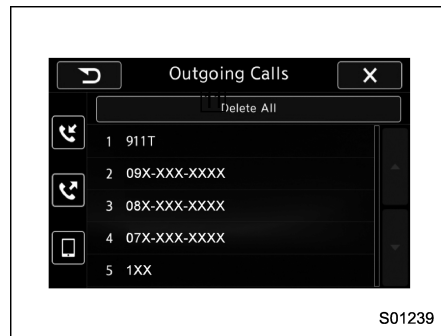 Outgoing Calls
Delete All
1 911T
2 09X-XXX-XXXX
3 08X-XXX-XXXX
4 07X-XXX-XXXX
5 1XX
S01239